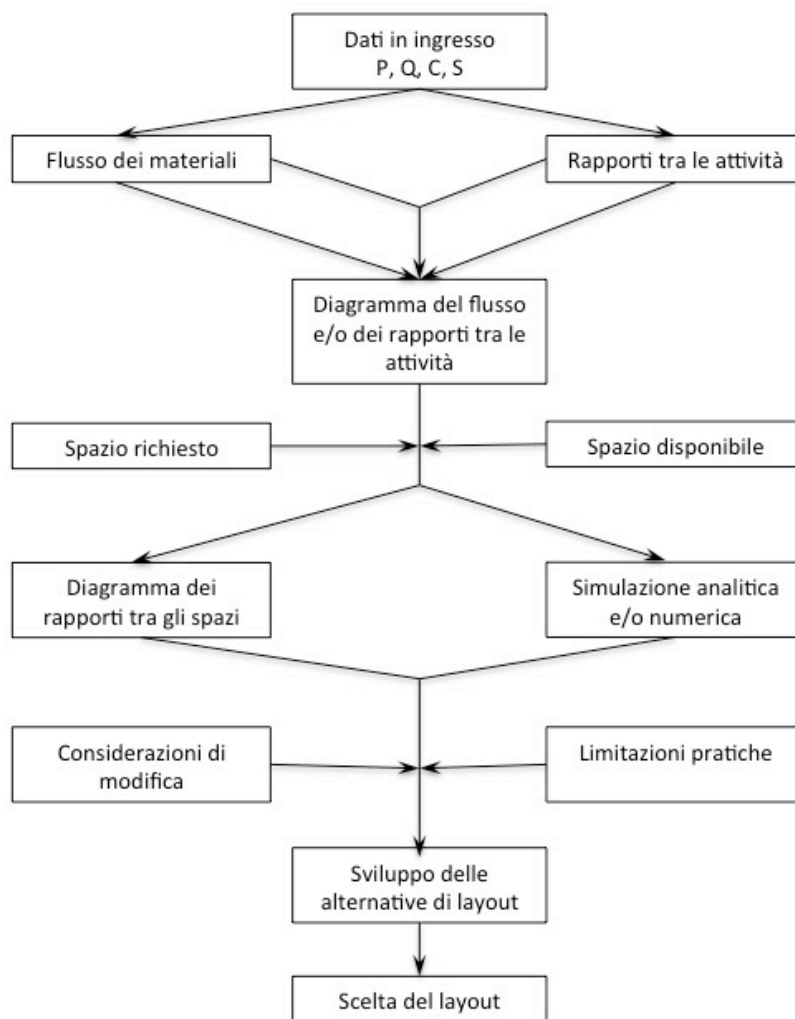 Dati in ingresso
P, Q, C, S
Flusso dei materiali
Rapporti tra le attività
Diagramma del flusso
e/o dei rapporti tra le
attività
Spazio richiesto
Spazio disponibile
Diagramma dei
rapporti tra gli spazi
Simulazione analitica
e/o numerica
Considerazioni di
modifica
Limitazioni pratiche
Sviluppo delle
alternative di layout
Scelta del layout